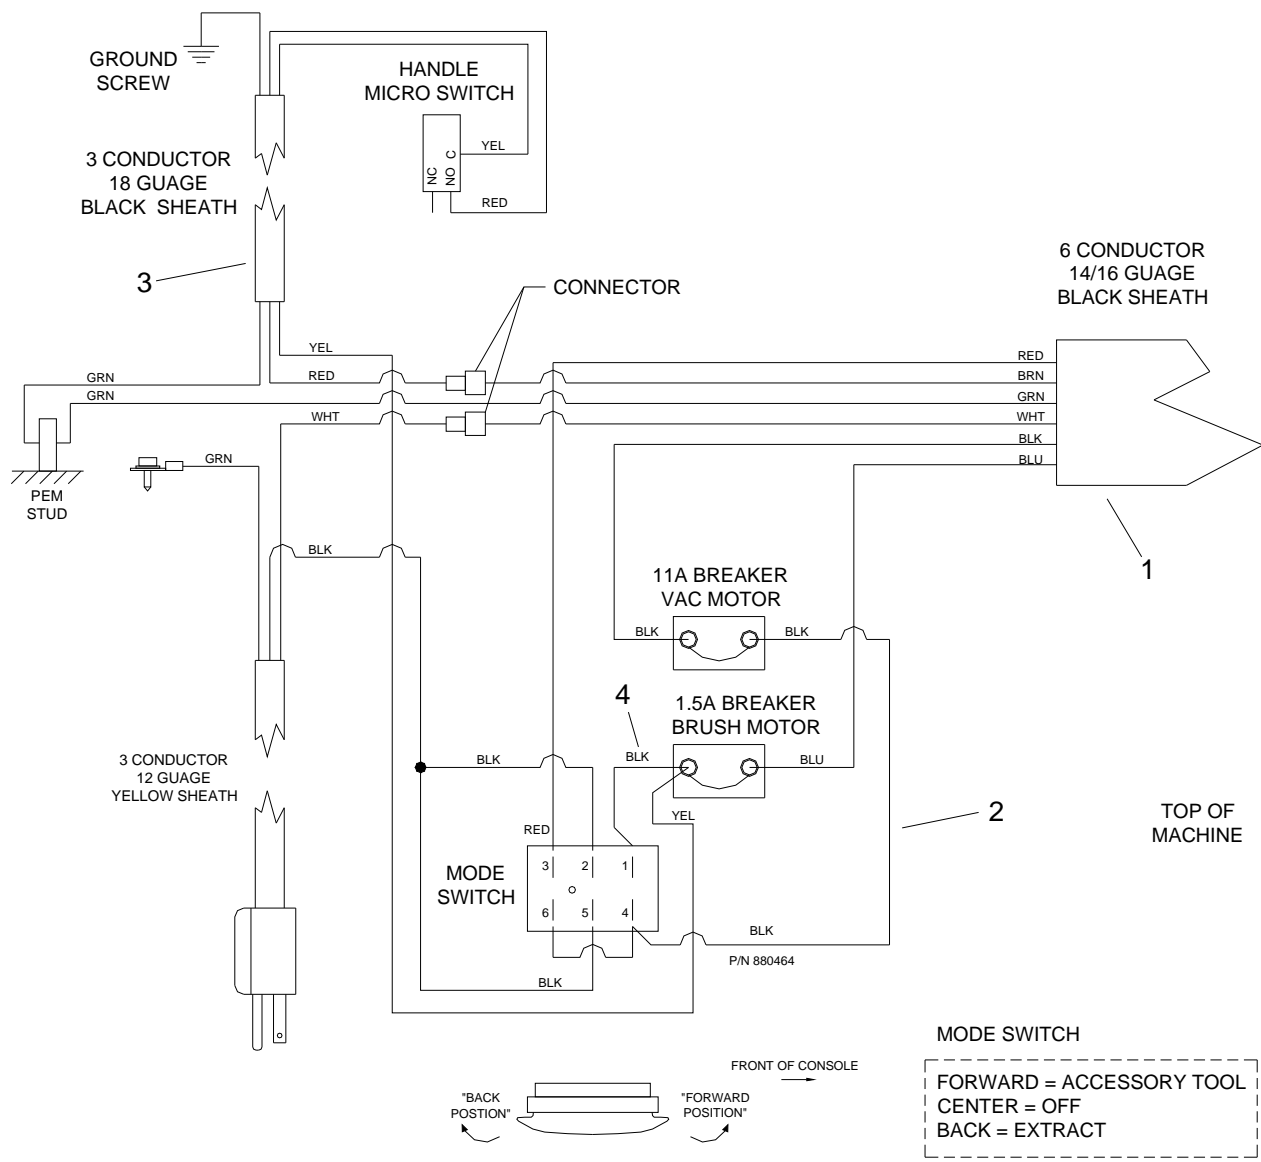 GROUND
SCREW
HANDLE
MICRO SWITCH
NC
NO C
YEL
RED
3 CONDUCTOR
18 GUAGE
BLACK SHEATH
3
CONNECTOR
6 CONDUCTOR
14/16 GUAGE
BLACK SHEATH
YEL
RED
GRN
GRN
WHT
RED
BRN
GRN
WHT
BLK
BLU
GRN
PEM
STUD
1
BLK
11A BREAKER
VAC MOTOR
BLK
BLK
4
1.5A BREAKER
BRUSH MOTOR
BLK
BLU
BLK
YEL
2
3 CONDUCTOR
12 GUAGE
YELLOW SHEATH
TOP OF
MACHINE
RED
MODE
SWITCH
3 2 1
6 5 4
BLK
P/N 880464
BLK
MODE SWITCH
FORWARD = ACCESSORY TOOL
CENTER = OFF
BACK = EXTRACT
FRONT OF CONSOLE
"BACK
POSTION"
"FORWARD
POSITION"